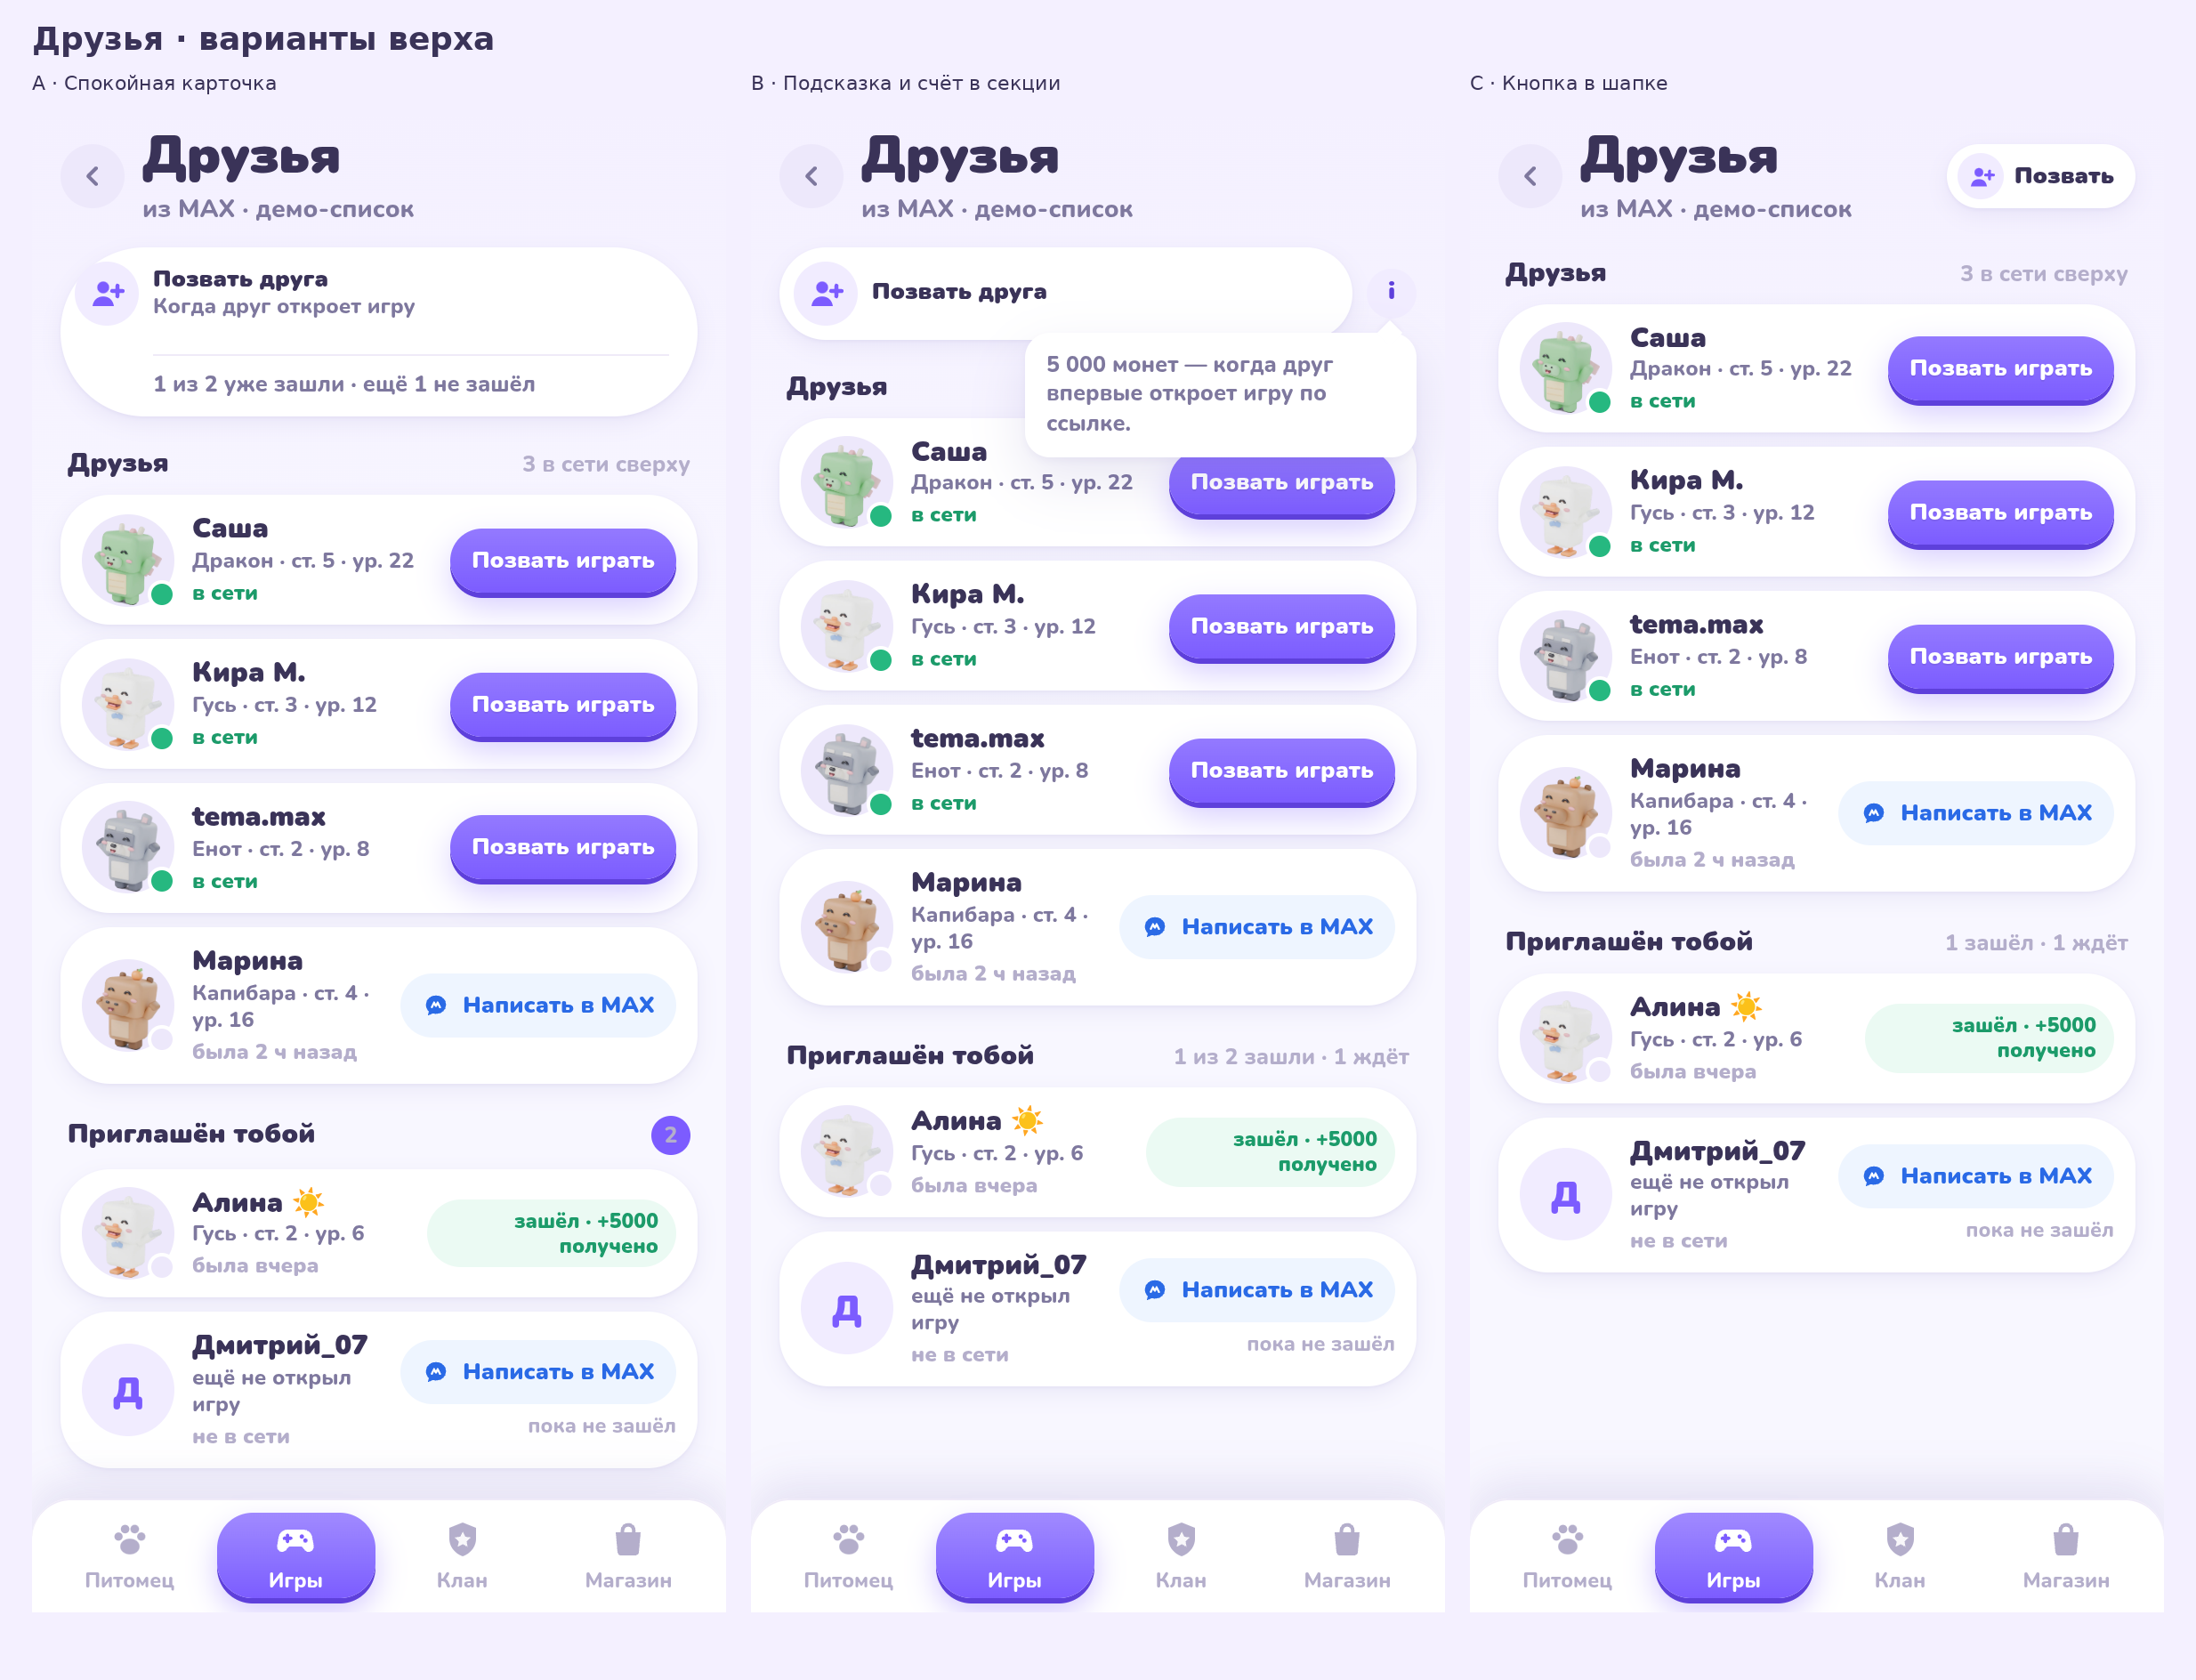 Друзья · варианты верха
A · Спокойная карточка
Друзья
из MAX · демо-список
Позвать друга
Когда друг откроет игру
1 из 2 уже зашли · ещё 1 не зашёл
Друзья
3 в сети сверху
Саша
Дракон · ст. 5 · ур. 22
в сети
Позвать играть
Кира М.
Гусь · ст. 3 · ур. 12
в сети
Позвать играть
tema.max
Енот · ст. 2 · ур. 8
в сети
Позвать играть
Марина
Капибара · ст. 4 ·
ур. 16
была 2 ч назад
Написать в MAX
Приглашён тобой
2
Алина ☀️
Гусь · ст. 2 · ур. 6
была вчера
зашёл · +5000
получено
Дмитрий_07
ещё не открыл
игру
не в сети
Д
Написать в MAX
пока не зашёл
Питомец
Игры
Клан
Магазин
B · Подсказка и счёт в секции
Друзья
из MAX · демо-список
Позвать друга
i
5 000 монет — когда друг
впервые откроет игру по
ссылке.
Друзья
Саша
Дракон · ст. 5 · ур. 22
в сети
Позвать играть
Кира М.
Гусь · ст. 3 · ур. 12
в сети
Позвать играть
tema.max
Енот · ст. 2 · ур. 8
в сети
Позвать играть
Марина
Капибара · ст. 4 ·
ур. 16
была 2 ч назад
Написать в MAX
Приглашён тобой
1 из 2 зашли · 1 ждёт
Алина ☀️
Гусь · ст. 2 · ур. 6
была вчера
зашёл · +5000
получено
Дмитрий_07
ещё не открыл
игру
не в сети
Д
Написать в MAX
пока не зашёл
Питомец
Игры
Клан
Магазин
C · Кнопка в шапке
Друзья
из MAX · демо-список
Позвать
Друзья
3 в сети сверху
Саша
Дракон · ст. 5 · ур. 22
в сети
Позвать играть
Кира М.
Гусь · ст. 3 · ур. 12
в сети
Позвать играть
tema.max
Енот · ст. 2 · ур. 8
в сети
Позвать играть
Марина
Капибара · ст. 4 ·
ур. 16
была 2 ч назад
Написать в MAX
Приглашён тобой
1 зашёл · 1 ждёт
Алина ☀️
Гусь · ст. 2 · ур. 6
была вчера
зашёл · +5000
получено
Дмитрий_07
ещё не открыл
игру
не в сети
Д
Написать в MAX
пока не зашёл
Питомец
Игры
Клан
Магазин